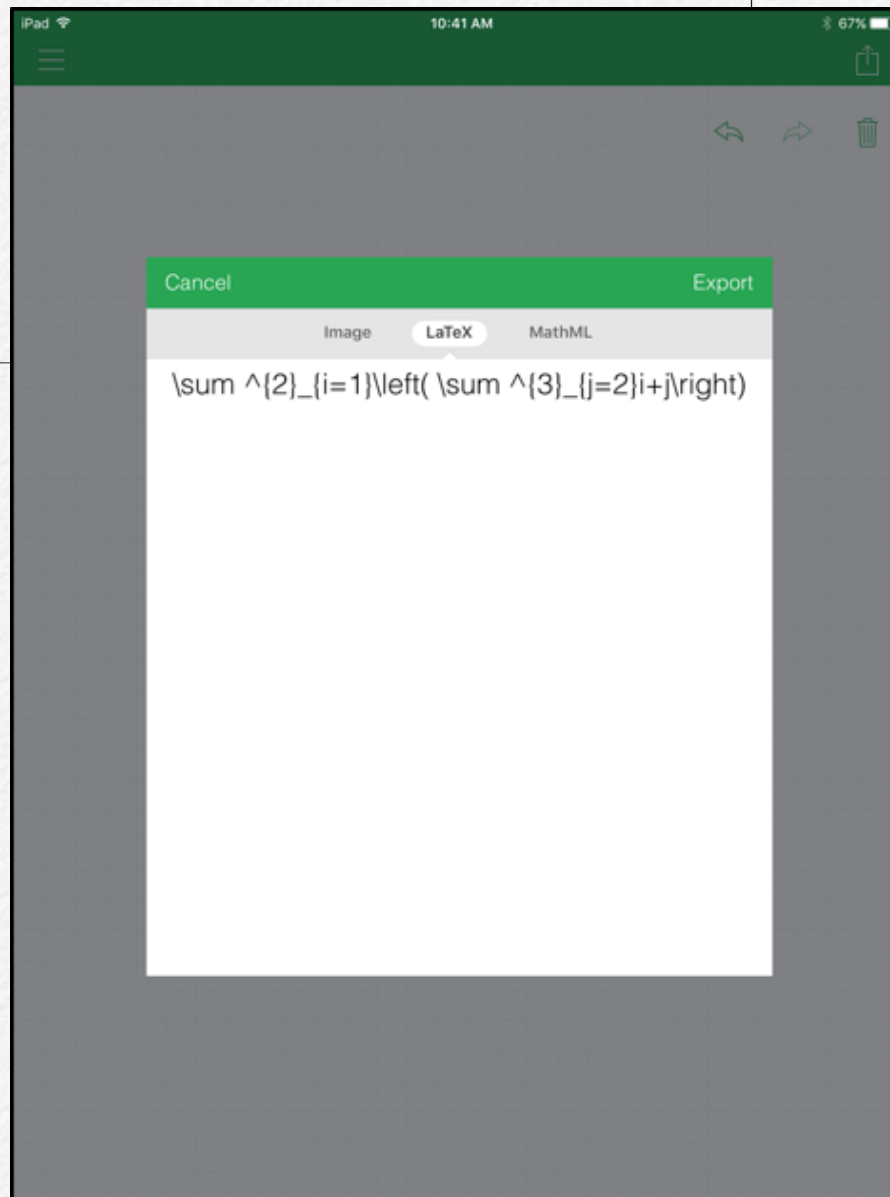 iPad 10:41 AM 67%
Cancel Export
Image LaTeX MathML
\sum ^{2}_{i=1}\left( \sum ^{3}_{j=2}i+j\right)